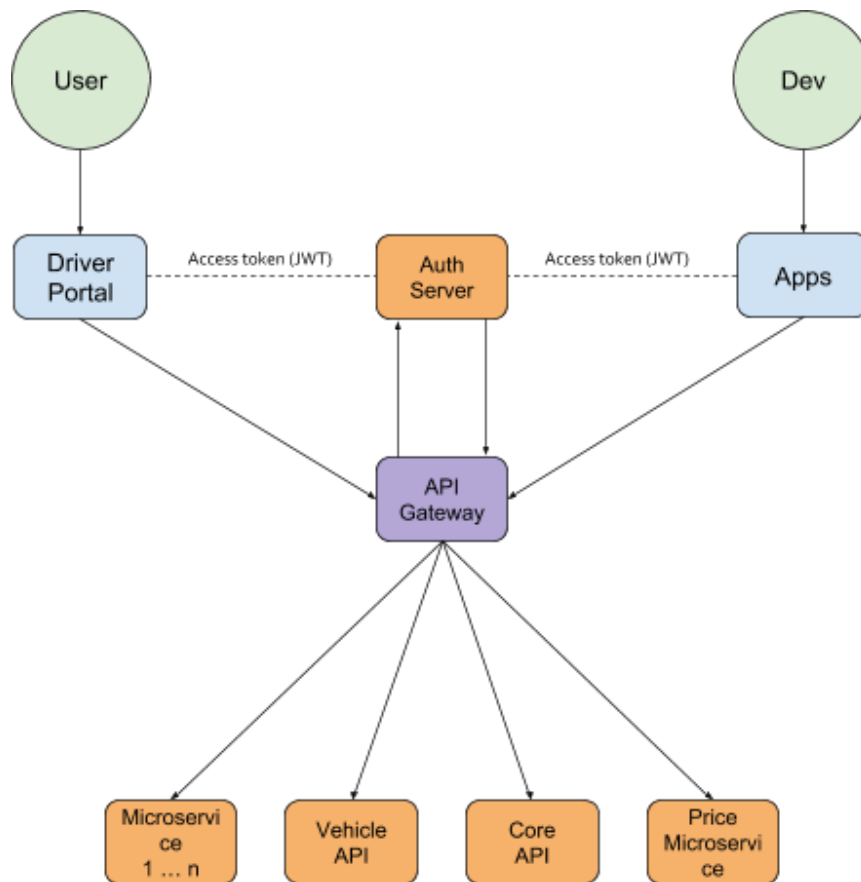 User
Dev
Driver
Portal
Access token (JWT)
Auth
Server
Access token (JWT)
Apps
API
Gateway
Microservi
ce
1 ... n
Vehicle
API
Core
API
Price
Microservi
ce